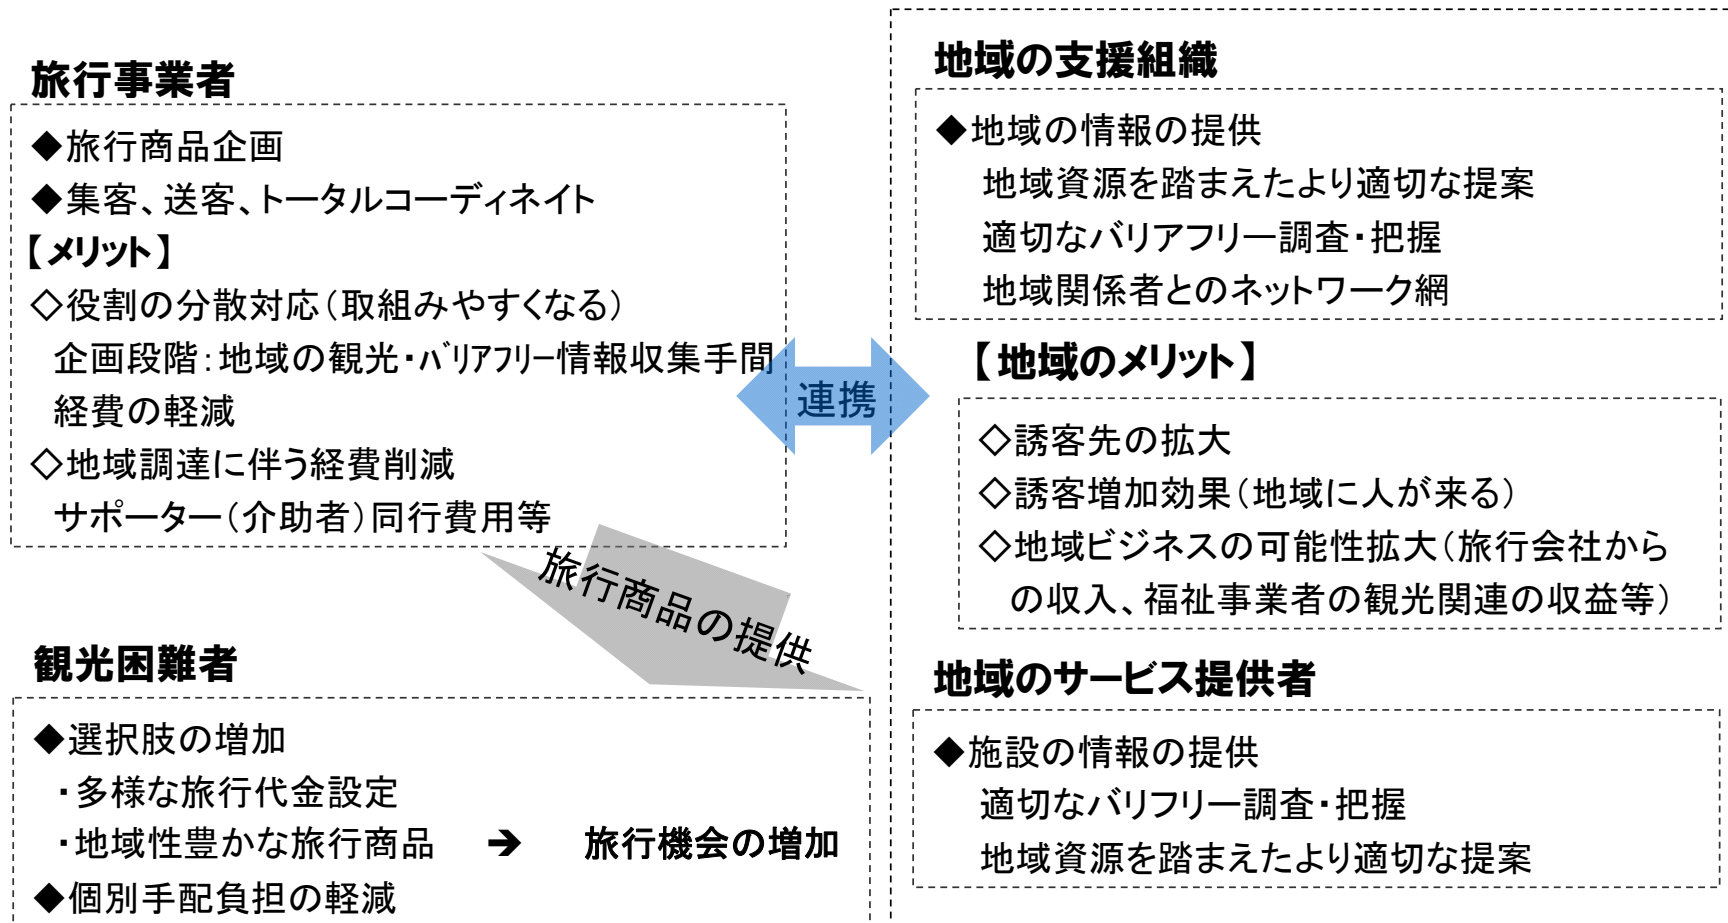 旅行事業者
◆旅行商品企画
◆集客、送客、トータルコーディネイト
【メリット】
◇役割の分散対応（取組みやすくなる）
企画段階：地域の観光・バリアフリー情報収集手間
経費の軽減
◇地域調達に伴う経費削減
サポーター（介助者）同行費用等
連携
旅行商品の提供
観光困難者
◆選択肢の増加
・多様な旅行代金設定
・地域性豊かな旅行商品 ➔ 旅行機会の増加
◆個別手配負担の軽減
地域の支援組織
◆地域の情報の提供
地域資源を踏まえたより適切な提案
適切なバリアフリー調査・把握
地域関係者とのネットワーク網
【地域のメリット】
◇誘客先の拡大
◇誘客増加効果（地域に人が来る）
◇地域ビジネスの可能性拡大（旅行会社から
の収入、福祉事業者の観光関連の収益等）
地域のサービス提供者
◆施設の情報の提供
適切なバリフリー調査・把握
地域資源を踏まえたより適切な提案